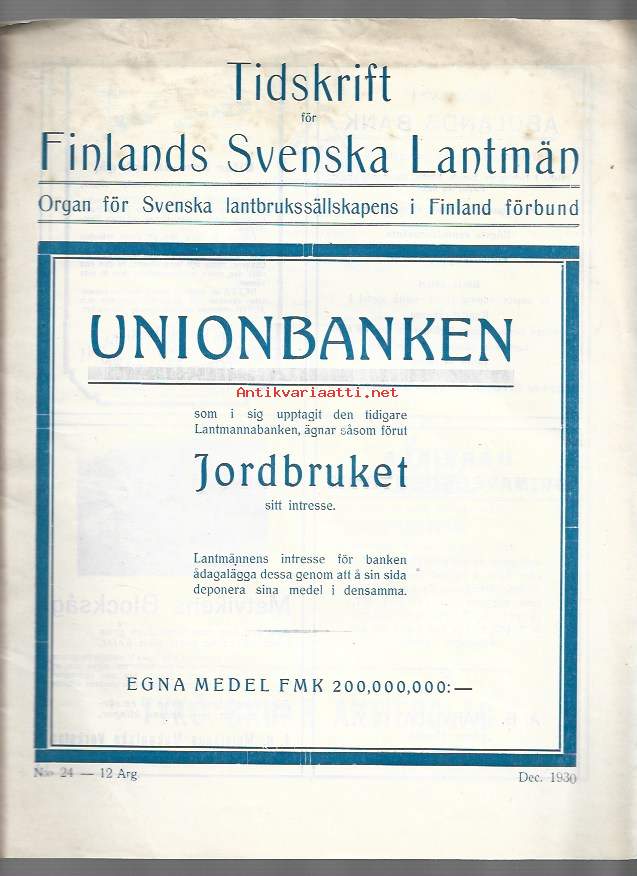 Tidskrift
för
Finlands Svenska Lantmän
Organ för Svenska lantbrukssällskapens i Finland förbund
UNIONBANKEN
Antikvariaatti.net
som i sig upptagit den tidigare
Lantmannabanken, ägnar såsom förut
Jordbruket
sitt intresse.
Lantmännens intresse för banken
ådagalägga dessa genom att å sin sida
deponera sina medel i densamma.
EGNA MEDEL FMK 200,000,000:—
N:o 24 — 12 Arg
Dec. 1930